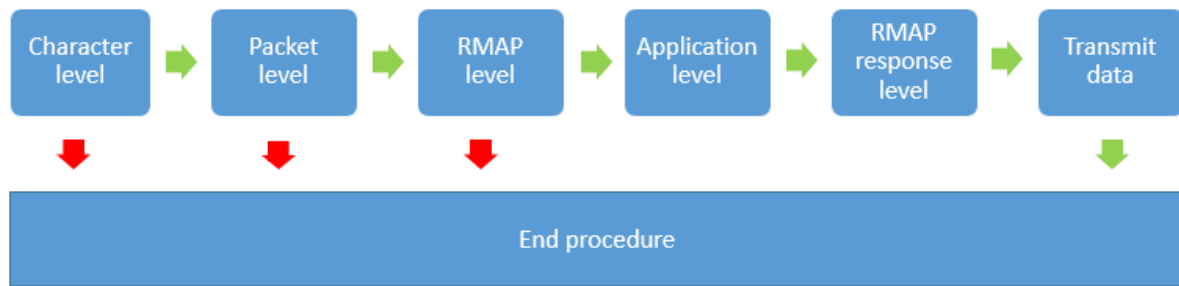 Character
level
Packet
level
RMAP
level
Application
level
RMAP
response
level
Transmit
data
End procedure